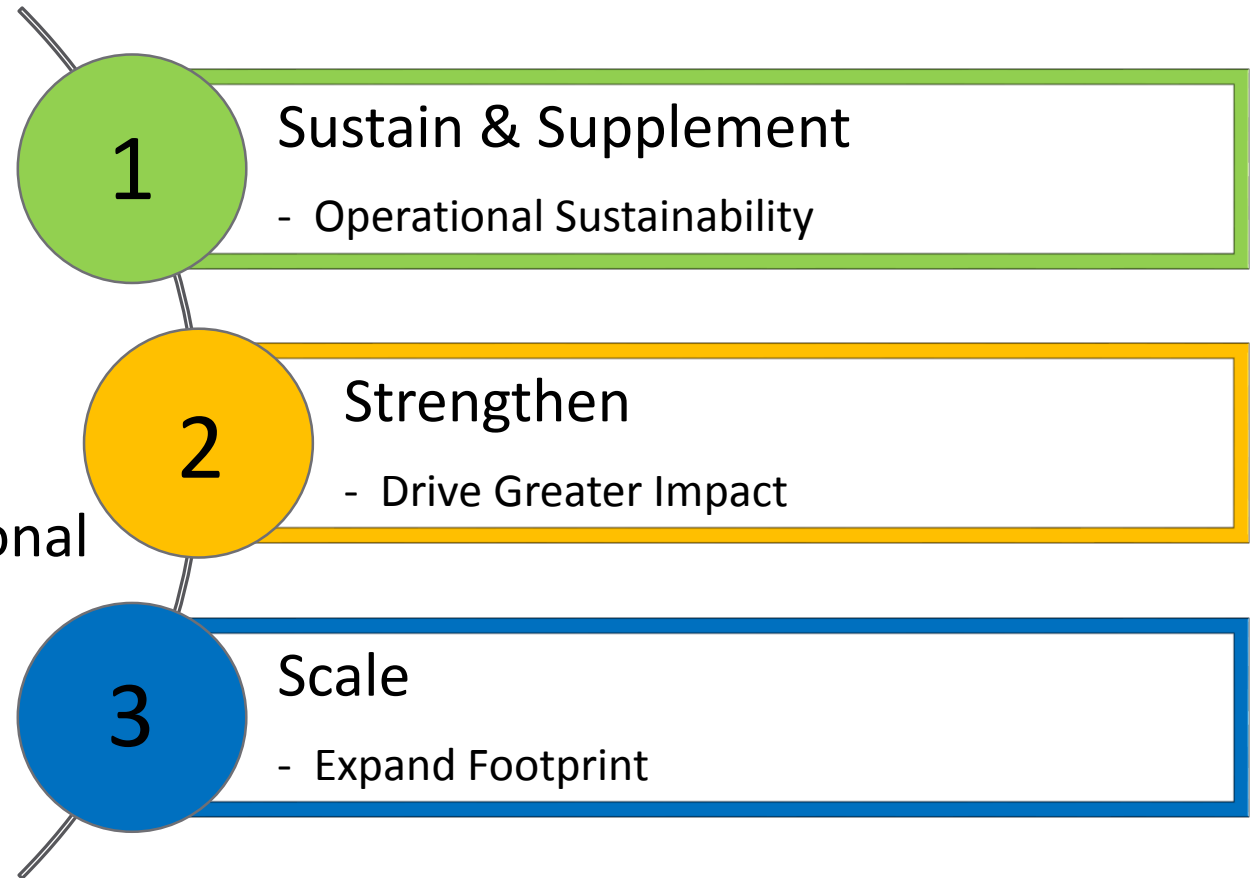 1
Sustain & Supplement
- Operational Sustainability
2
Strengthen
- Drive Greater Impact
onal
3
Scale
- Expand Footprint